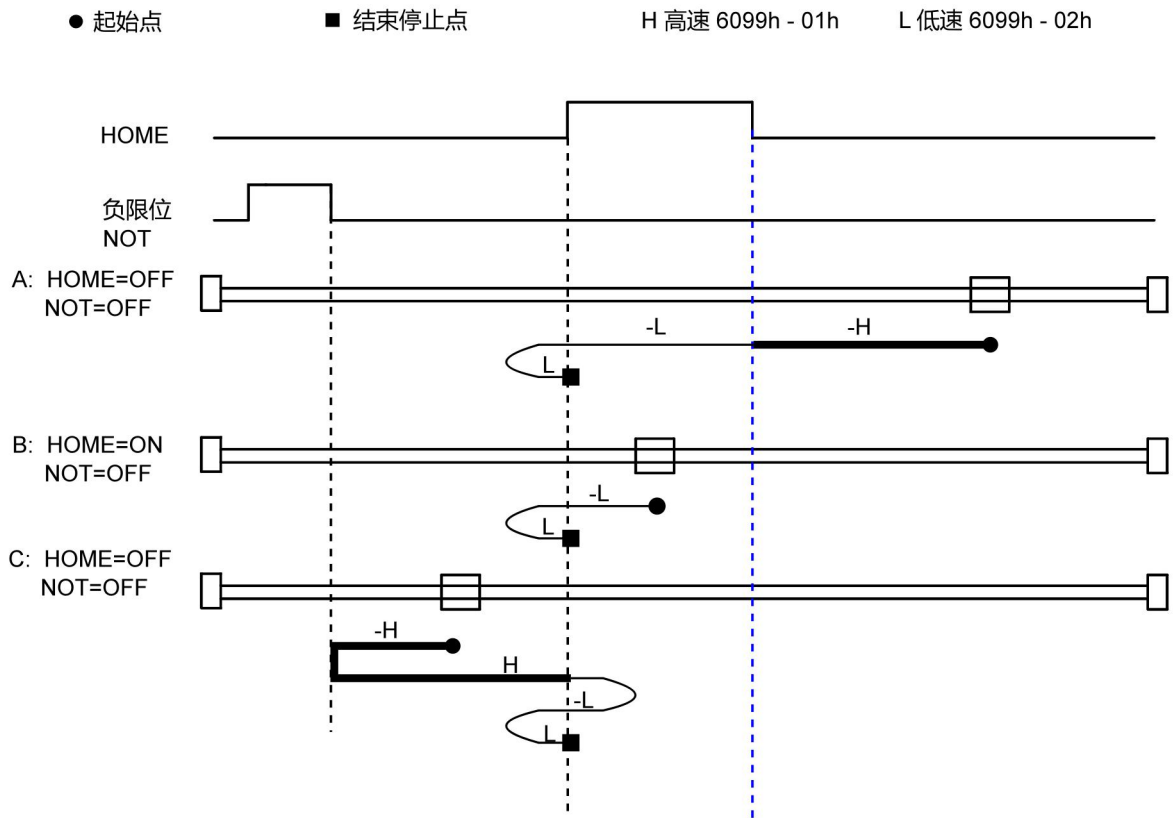 ● 起始点 ■ 结束停止点 H 高速 6099h - 01h L 低速 6099h - 02h
HOME
负限位
NOT
A: HOME=OFF
NOT=OFF
-L -H
L
B: HOME=ON
NOT=OFF
-L
L
C: HOME=OFF
NOT=OFF
-H
H
-L
L